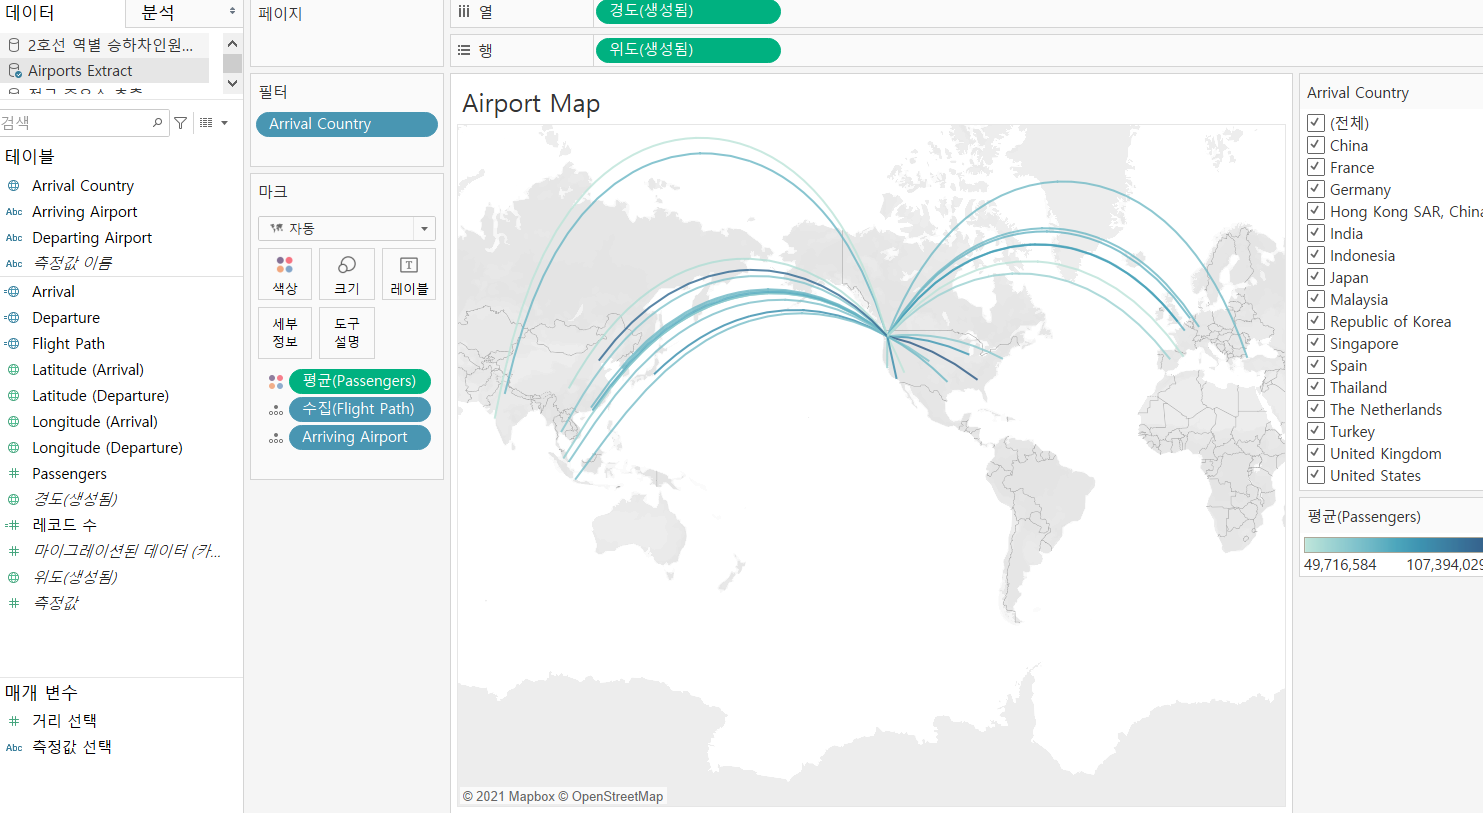 데이터
분석
2호선 역별 승하차인원...
Airports Extract
검색
테이블
Arrival Country
Abc Arriving Airport
Abc Departing Airport
Abc 측정값 이름
Arrival
Departure
Flight Path
Latitude (Arrival)
Latitude (Departure)
Longitude (Arrival)
Longitude (Departure)
Passengers
경도(생성됨)
레코드 수
마이그레이션된 데이터 (카...
위도(생성됨)
측정값
매개 변수
거리 선택
Abc 측정값 선택
페이지
필터
Arrival Country
마크
자동
색상
크기
레이블
세부
정보
도구
설명
평균(Passengers)
수집(Flight Path)
Arriving Airport
열
경도(생성됨)
행
위도(생성됨)
Airport Map
© 2021 Mapbox © OpenStreetMap
Arrival Country
(전체)
China
France
Germany
Hong Kong SAR, China
India
Indonesia
Japan
Malaysia
Republic of Korea
Singapore
Spain
Thailand
The Netherlands
Turkey
United Kingdom
United States
평균(Passengers)
49,716,584
107,394,029